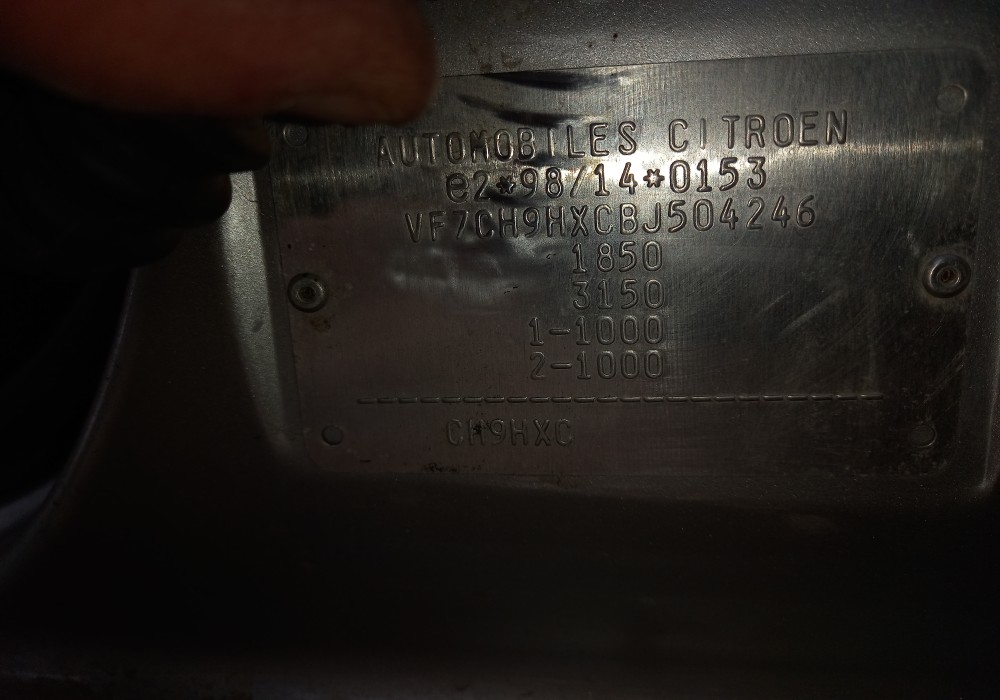 AUTOMOBILES CITROEN
e2*98/14*0153
VF7CH9HXCBJ504246
1850
3150
1-1000
2-1000
CH9HXC